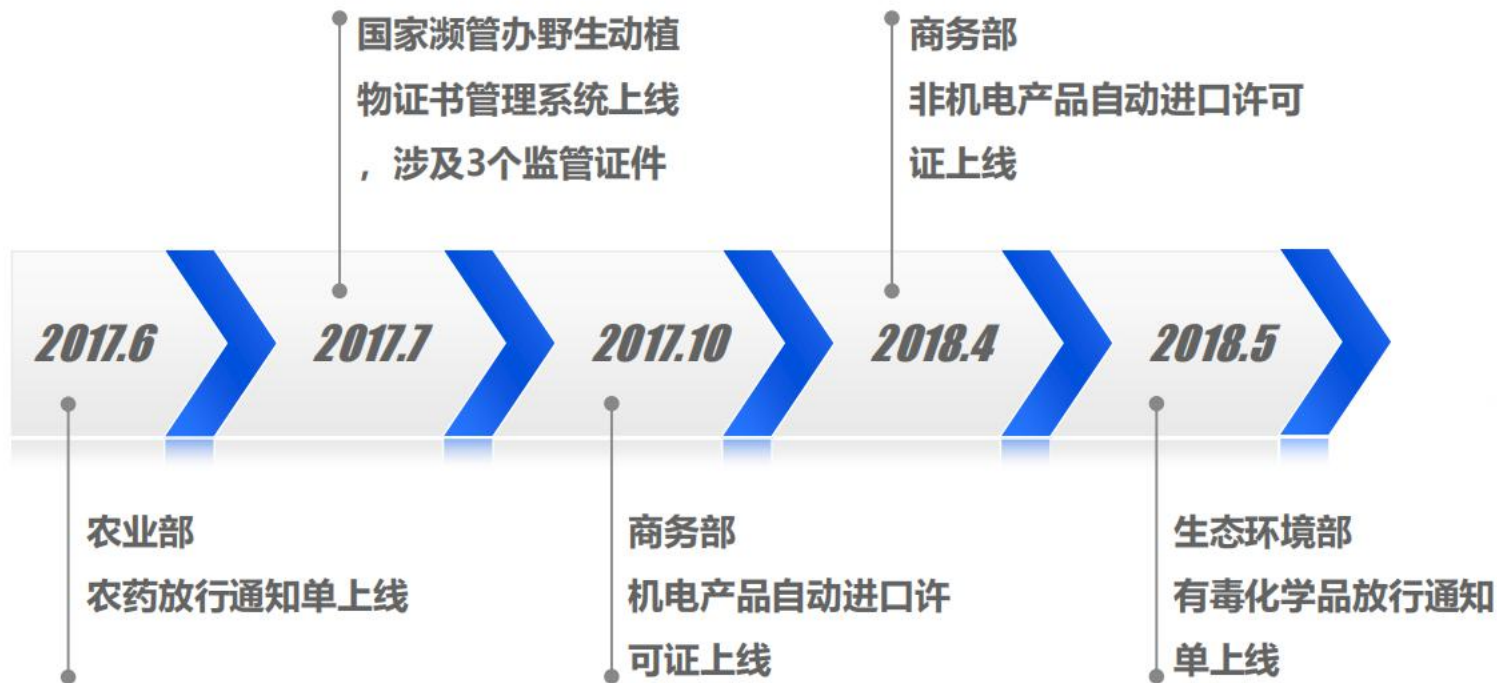 国家濒管办野生动植
物证书管理系统上线
，涉及3个监管证件
商务部
非机电产品自动进口许可
证上线
2017.6
2017.7
2017.10
2018.4
2018.5
农业部
农药放行通知单上线
商务部
机电产品自动进口许
可证上线
生态环境部
有毒化学品放行通知
单上线